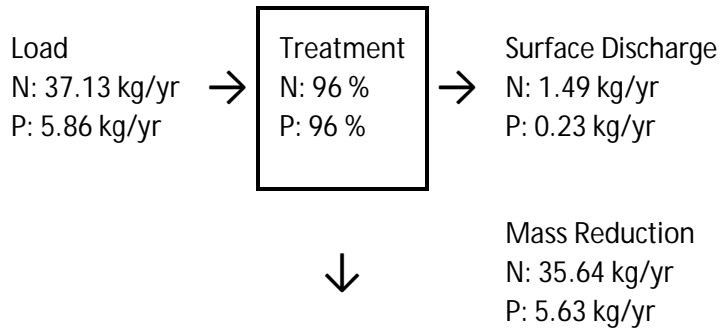 Load
N: 37.13 kg/yr
P: 5.86 kg/yr
→
Treatment
N: 96 %
P: 96 %
→
Surface Discharge
N: 1.49 kg/yr
P: 0.23 kg/yr
↓
Mass Reduction
N: 35.64 kg/yr
P: 5.63 kg/yr